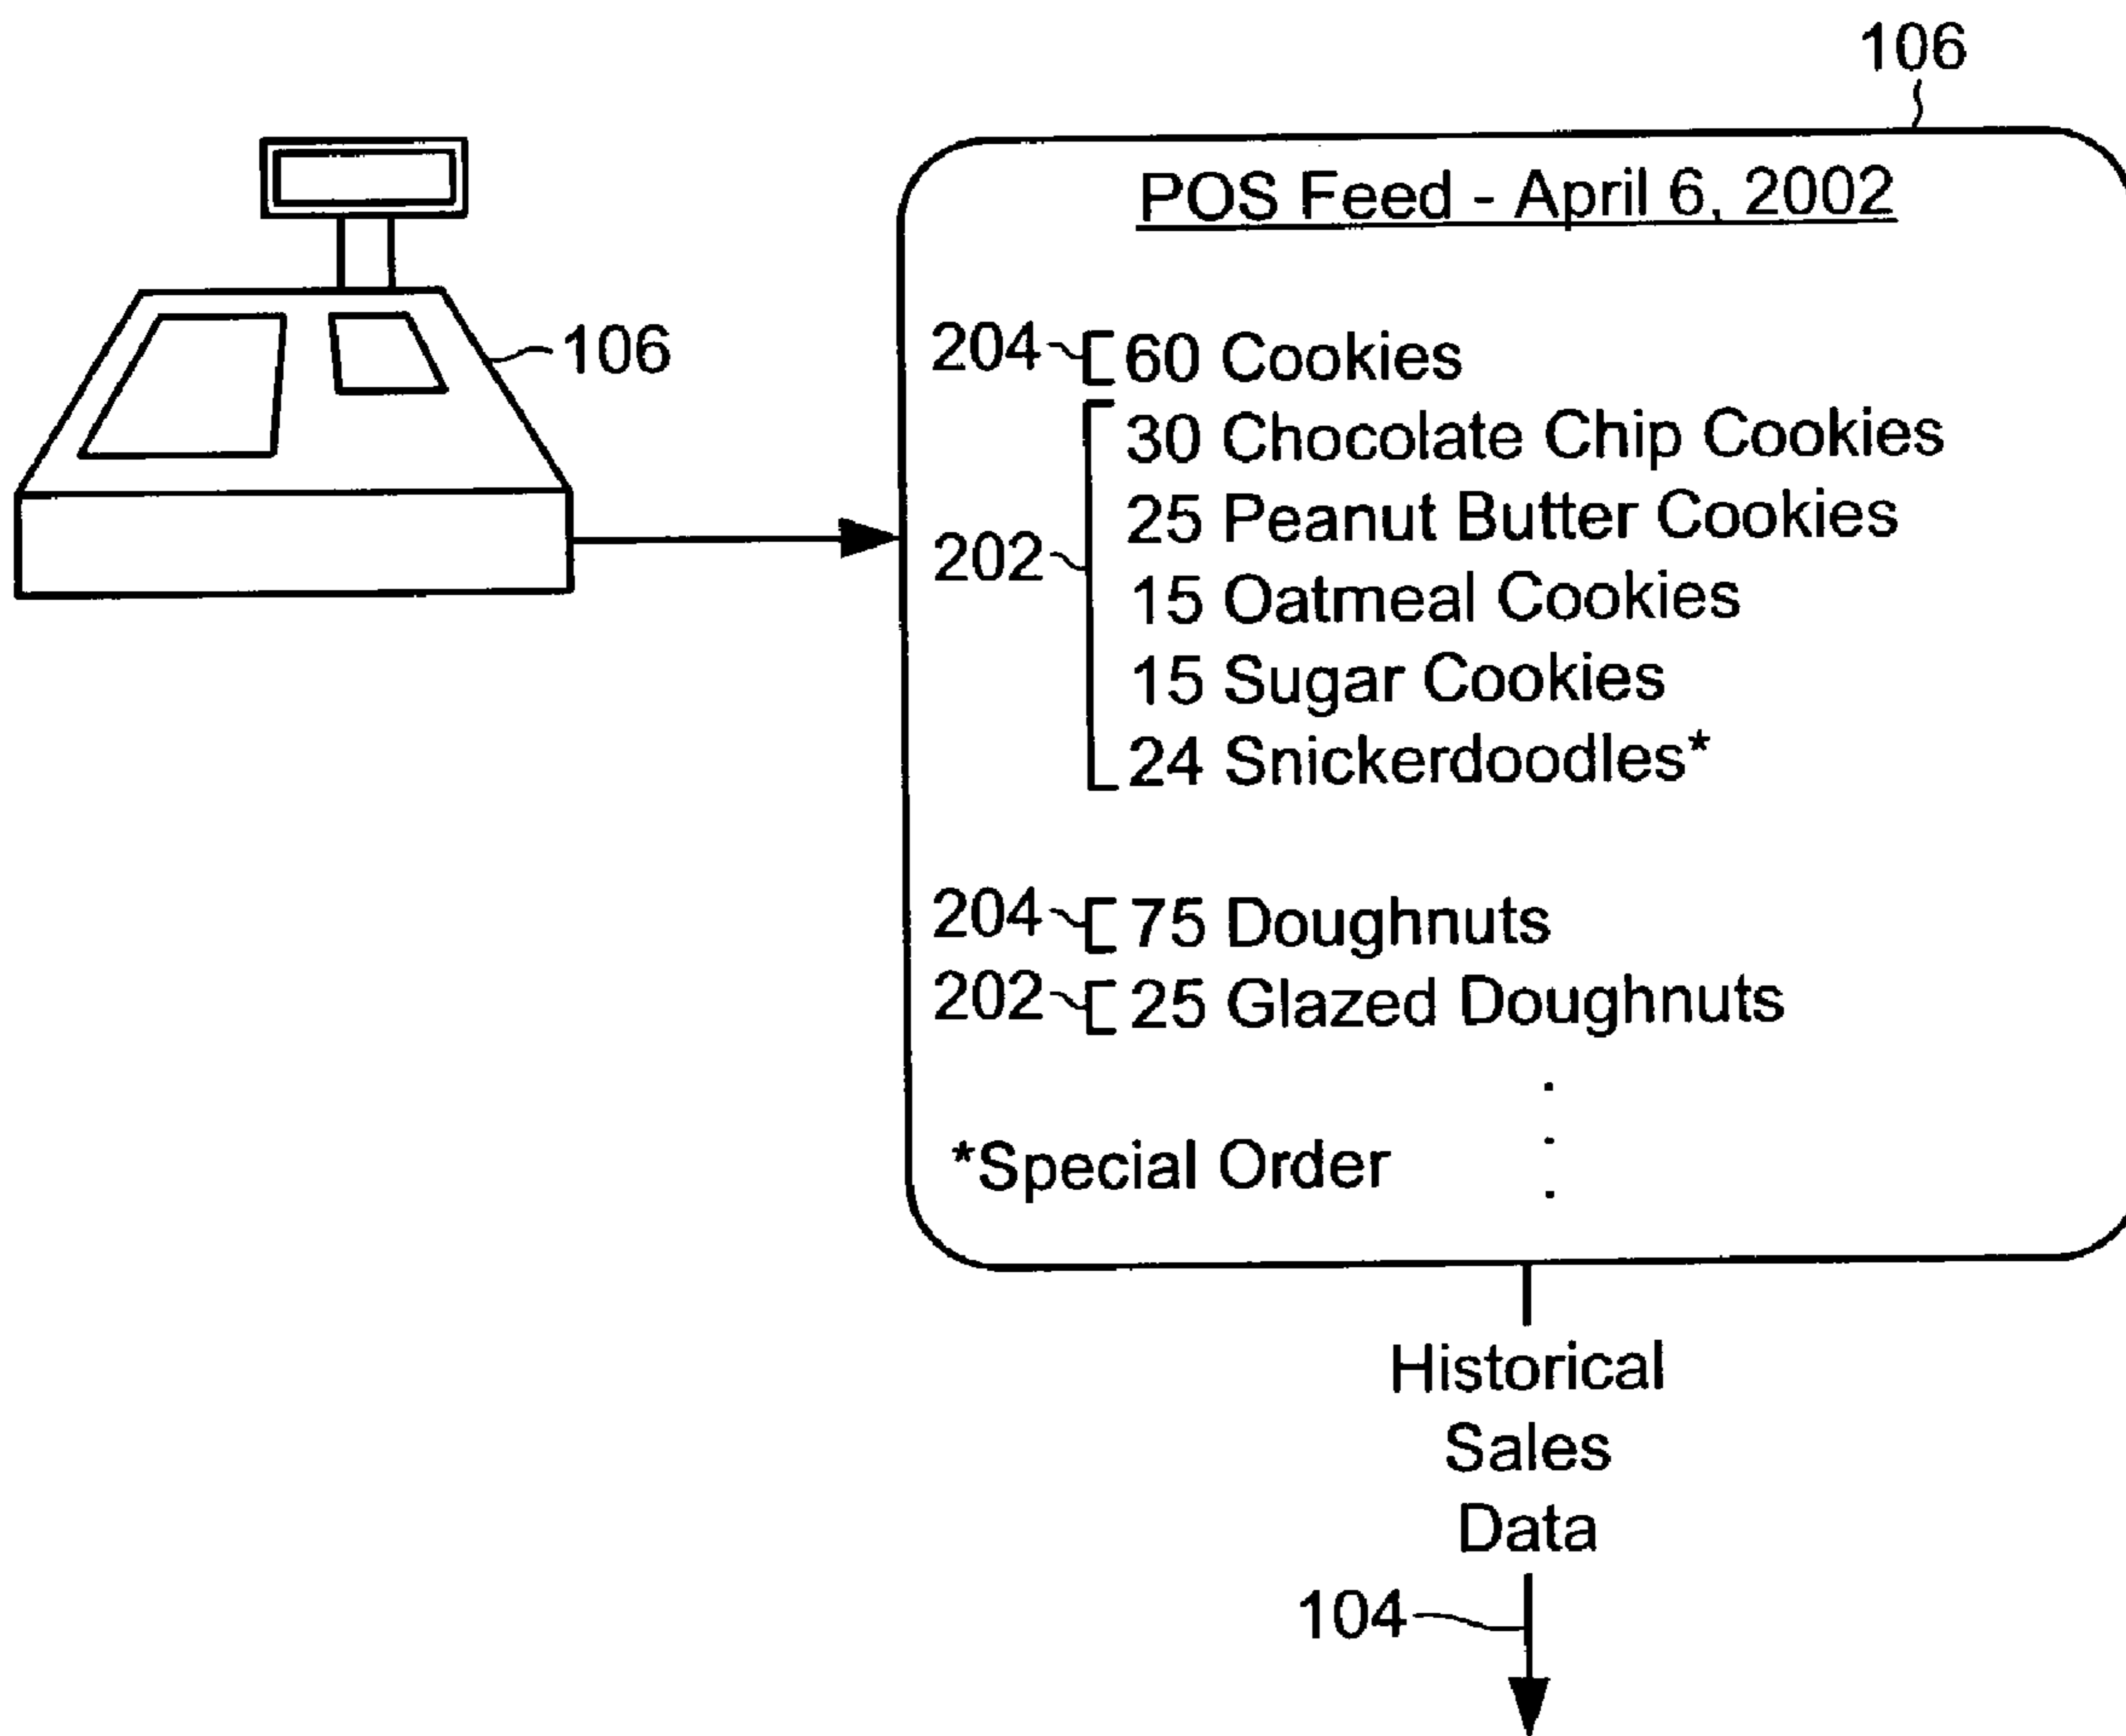 106
POS Feed - April 6, 2002
106
204 60 Cookies
30 Chocolate Chip Cookies
25 Peanut Butter Cookies
202
15 Oatmeal Cookies
15 Sugar Cookies
24 Snickerdoodles*
204 75 Doughnuts
202 25 Glazed Doughnuts
*Special Order
Historical
Sales
Data
104